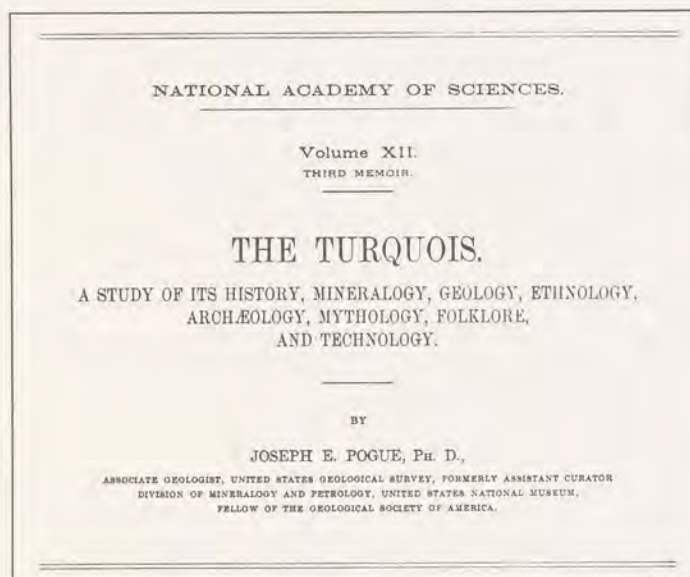 NATIONAL ACADEMY OF SCIENCES.
Volume XII.
THIRD MEMOIR.
THE TURQUOIS.
A STUDY OF ITS HISTORY, MINERALOGY, GEOLOGY, ETHNOLOGY,
ARCHÆOLOGY, MYTHOLOGY, FOLKLORE,
AND TECHNOLOGY.
BY
JOSEPH E. POGUE, PH. D.,
ASSOCIATE GEOLOGIST, UNITED STATES GEOLOGICAL SURVEY, FORMERLY ASSISTANT CURATOR
DIVISION OF MINERALOGY AND PETROLOGY, UNITED STATES NATIONAL MUSEUM,
FELLOW OF THE GEOLOGICAL SOCIETY OF AMERICA.